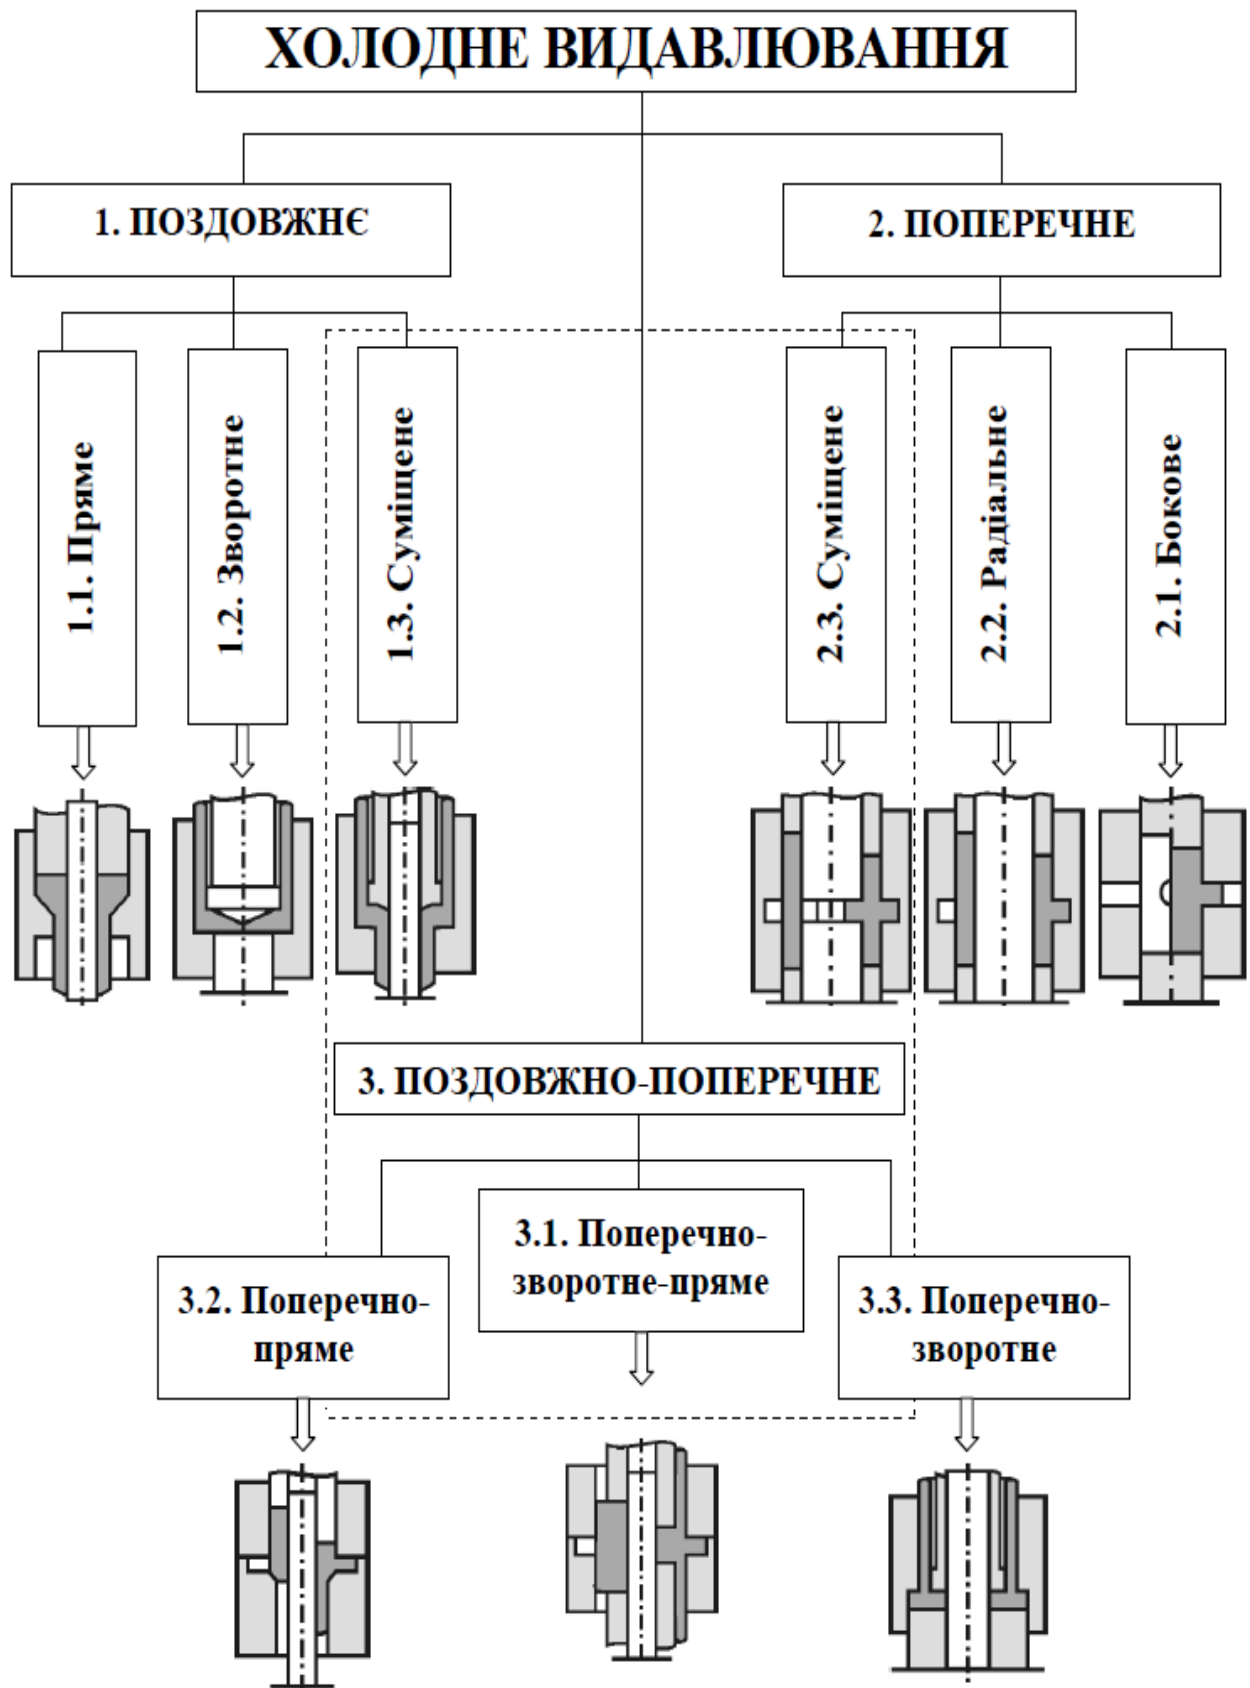 ХОЛОДНЕ ВИДАВЛЮВАННЯ
1. ПОЗДОВЖНЄ
2. ПОПЕРЕЧНЕ
1.1. Пряме
1.2. Зворотне
1.3. Суміщене
2.3. Суміщене
2.2. Радіальне
2.1. Бокове
3. ПОЗДОВЖНО-ПОПЕРЕЧНЕ
3.2. Поперечно-
пряме
3.1. Поперечно-
зворотне-пряме
3.3. Поперечно-
зворотне